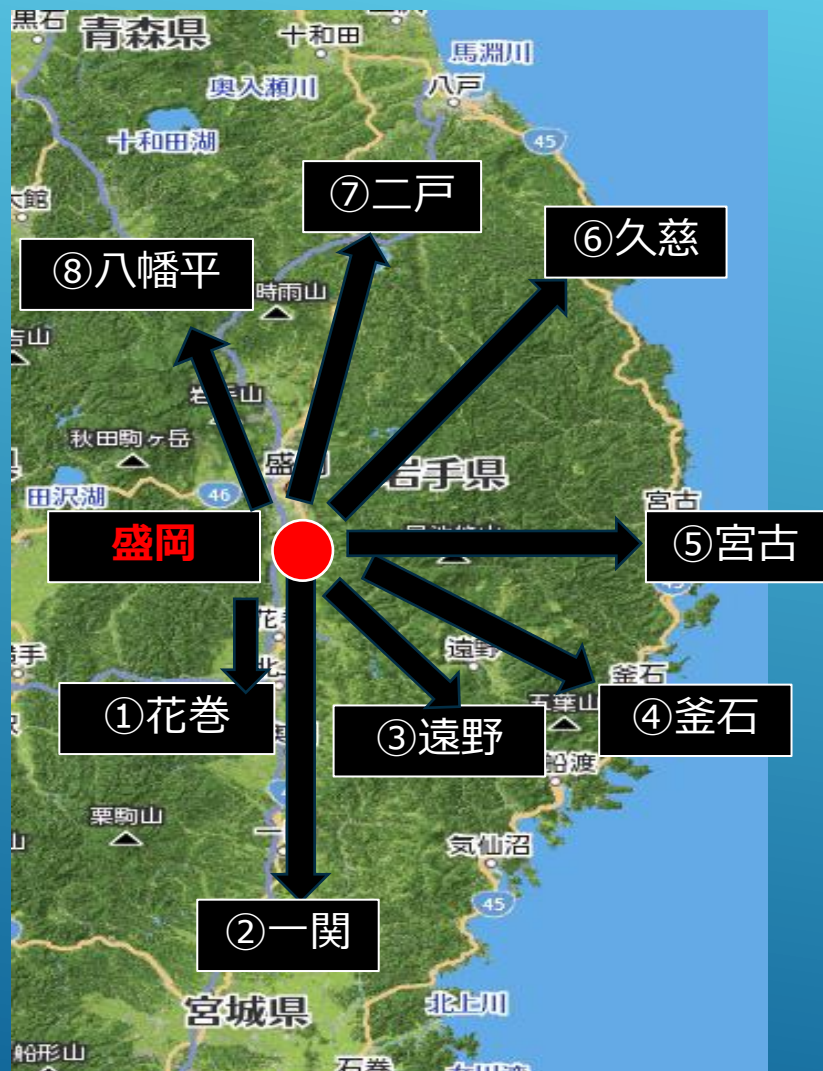 黒石
青森県
十和田
馬淵川
奥入瀬川
八戸
十和田湖
45
大館
⑦二戸
⑥久慈
⑧八幡平
時雨山
岩手山
秋田駒ヶ岳
岩手県
田沢湖
46
宮古
盛岡
⑤宮古
45
花巻
遠野
釜石
①花巻
③遠野
五葉山
④釜石
船渡
栗駒山
気仙沼
45
②一関
宮城県
北上川
船形山
石巻